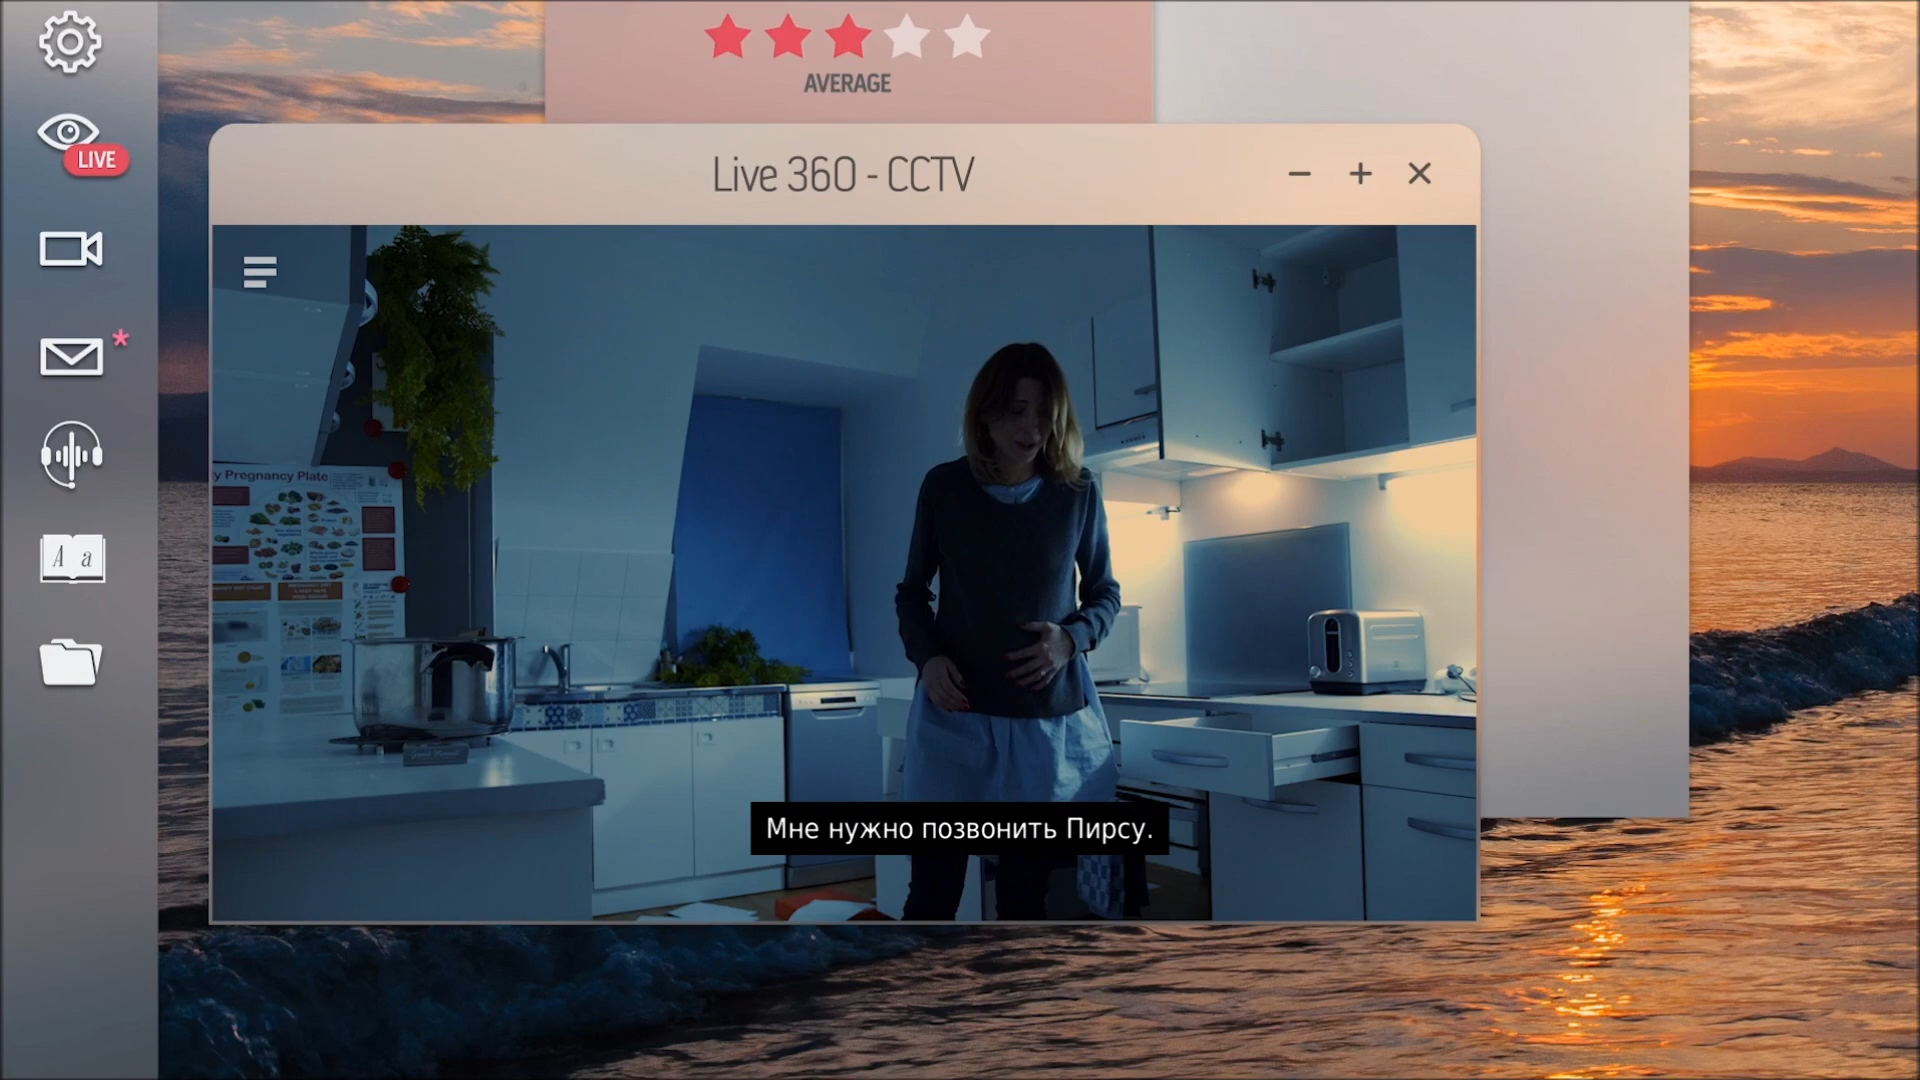 AVERAGE
LIVE
Live 360 - CCTV
A a
y Pregnancy Plate
Мне нужно позвонить Пирсу.